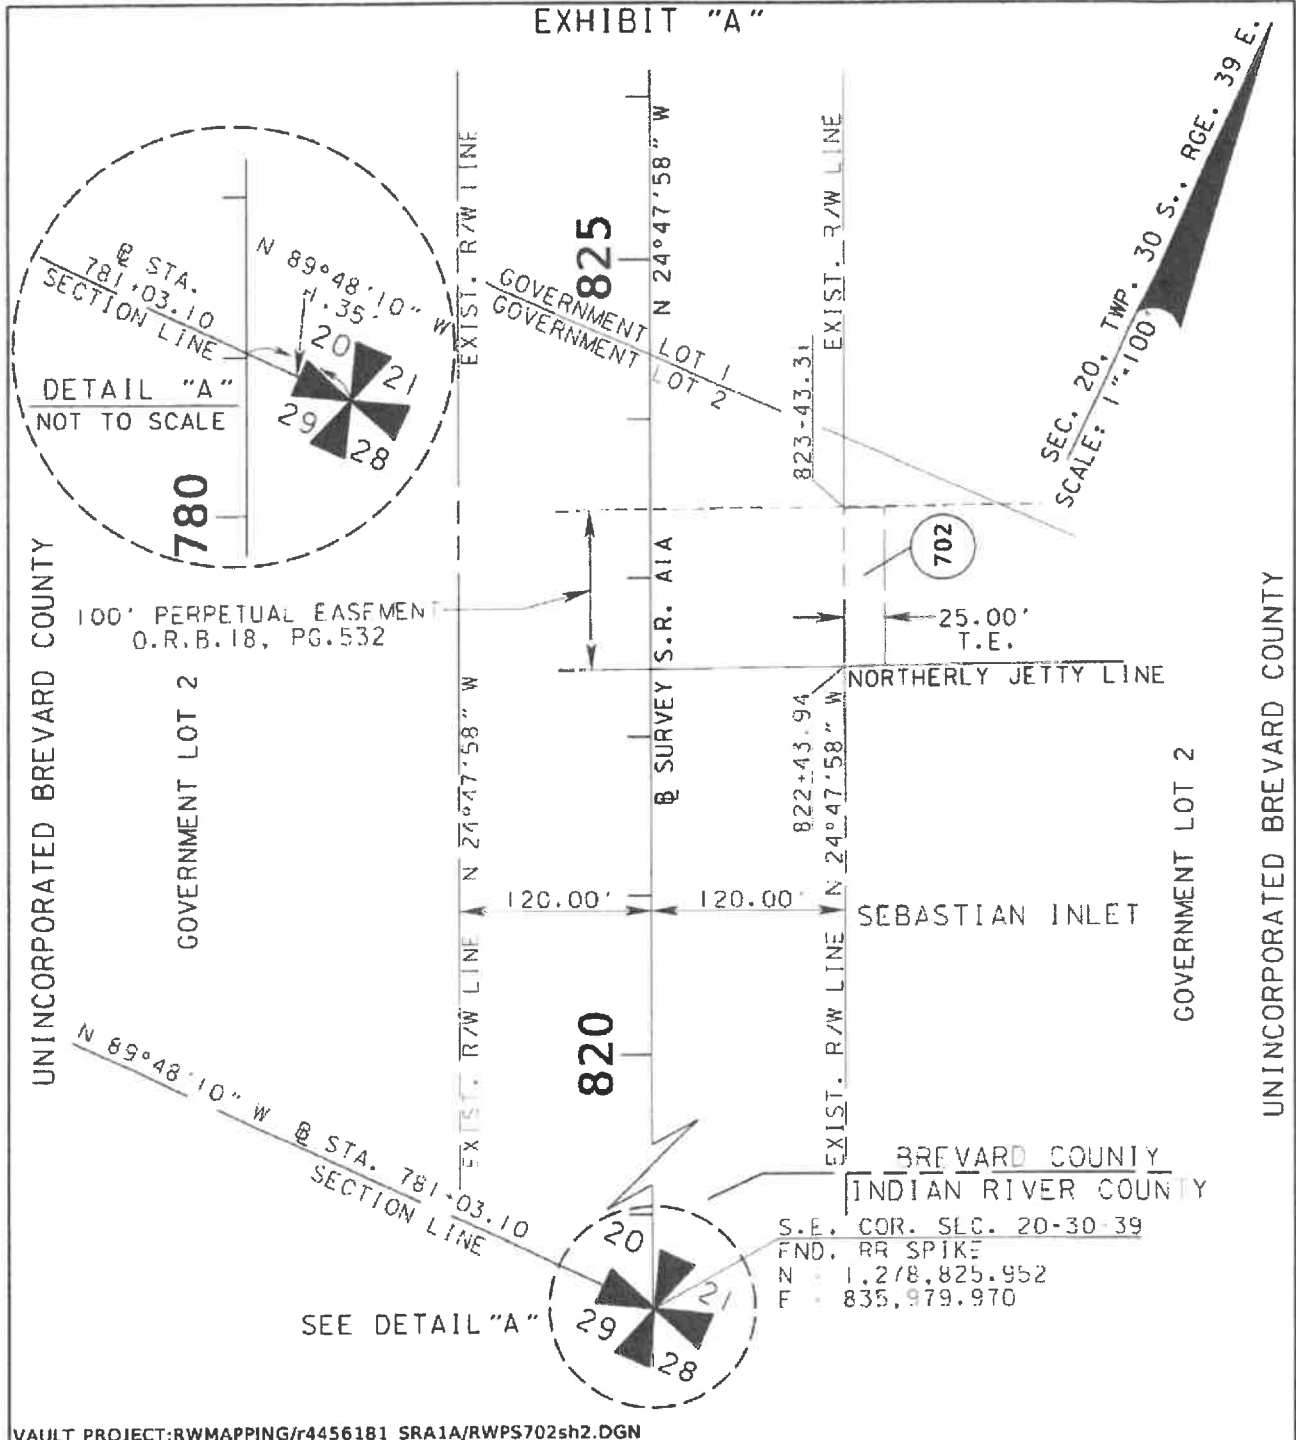 EXHIBIT "A"
SEC. 20, TWP. 30 S., RGE. 39 E.
SCALE: 1"=100'
℄ STA.
781+03.10
SECTION LINE
N 89°48'10" W
20
21
29
28
DETAIL "A"
NOT TO SCALE
780
EXIST. R/W LINE
825
N 24°47'58" W
EXIST. R/W LINE
GOVERNMENT LOT 1
GOVERNMENT LOT 2
823+43.31
702
100' PERPETUAL EASEMENT
O.R.B.18, PG.532
25.00'
T.E.
NORTHERLY JETTY LINE
UNINCORPORATED BREVARD COUNTY
GOVERNMENT LOT 2
N 24°47'58" W
SURVEY S.R. A1A
822+43.94
N 24°47'58" W
GOVERNMENT LOT 2
UNINCORPORATED BREVARD COUNTY
120.00'
120.00'
SEBASTIAN INLET
EXIST. R/W LINE
820
EXIST. R/W LINE
N 89°48'10" W
STA. 781+03.10
SECTION LINE
BREVARD COUNTY
INDIAN RIVER COUNTY
S.E. COR. SEC. 20-30-39
FND. RR SPIKE
N 1,278,825.952
E 835,979.970
20
21
29
28
SEE DETAIL "A"
VAULT PROJECT:RWMAPPING/r4456181 SRA1A/RWPS702sh2.DGN